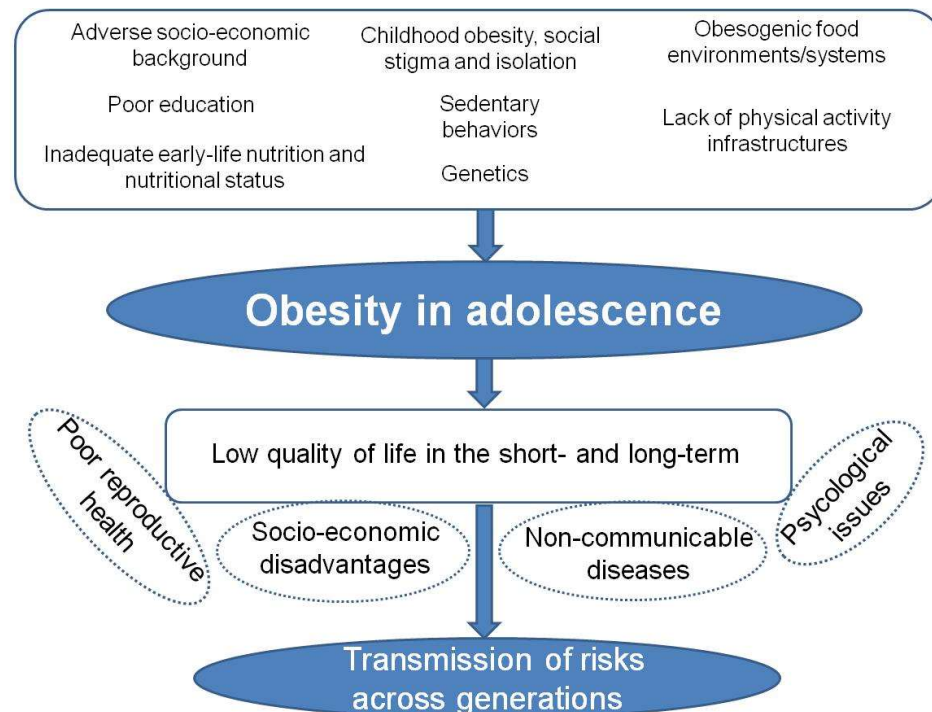 Adverse socio-economic
background
Poor education
Inadequate early-life nutrition and
nutritional status
Childhood obesity, social
stigma and isolation
Sedentary
behaviors
Genetics
Obesogenic food
environments/systems
Lack of physical activity
infrastructures
Obesity in adolescence
Low quality of life in the short- and long-term
Poor reproductive
health
Socio-economic
disadvantages
Non-communicable
diseases
Psycological
issues
Transmission of risks
across generations